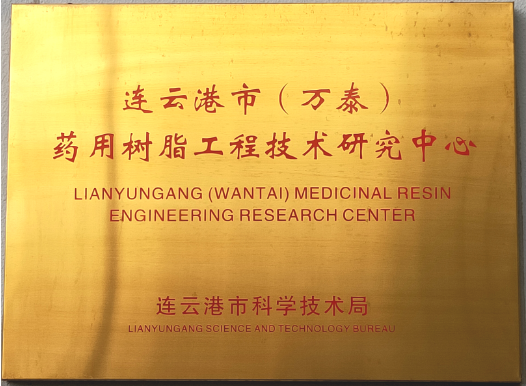 连云港市（万泰）
药用树脂工程技术研究中心
LIANYUNGANG (WANTAI) MEDICINAL RESIN
ENGINEERING RESEARCH CENTER
连云港市科学技术局
LIANYUNGANG SCIENCE AND TECHNOLOGY BUREAU